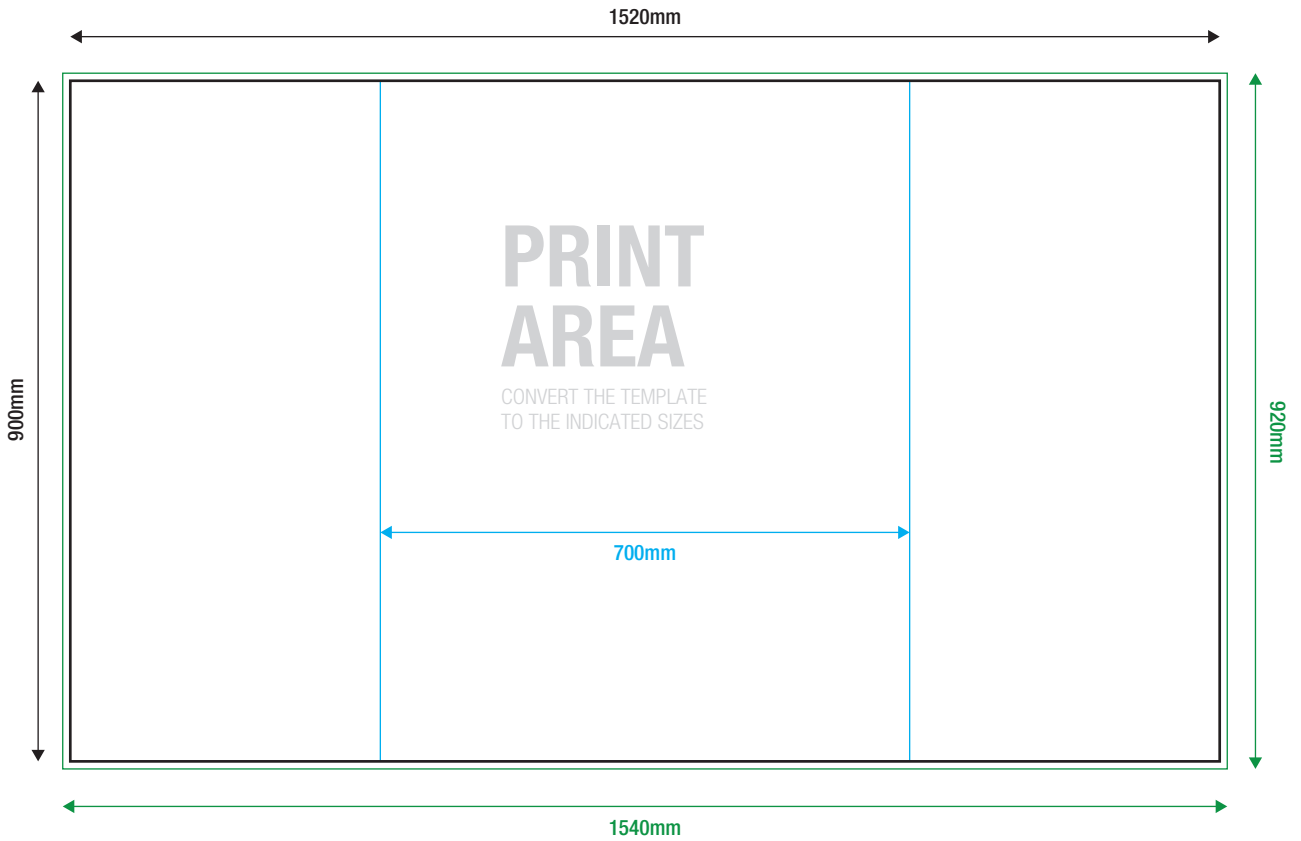 1520mm
900mm
PRINT
AREA
CONVERT THE TEMPLATE
TO THE INDICATED SIZES
920mm
700mm
1540mm